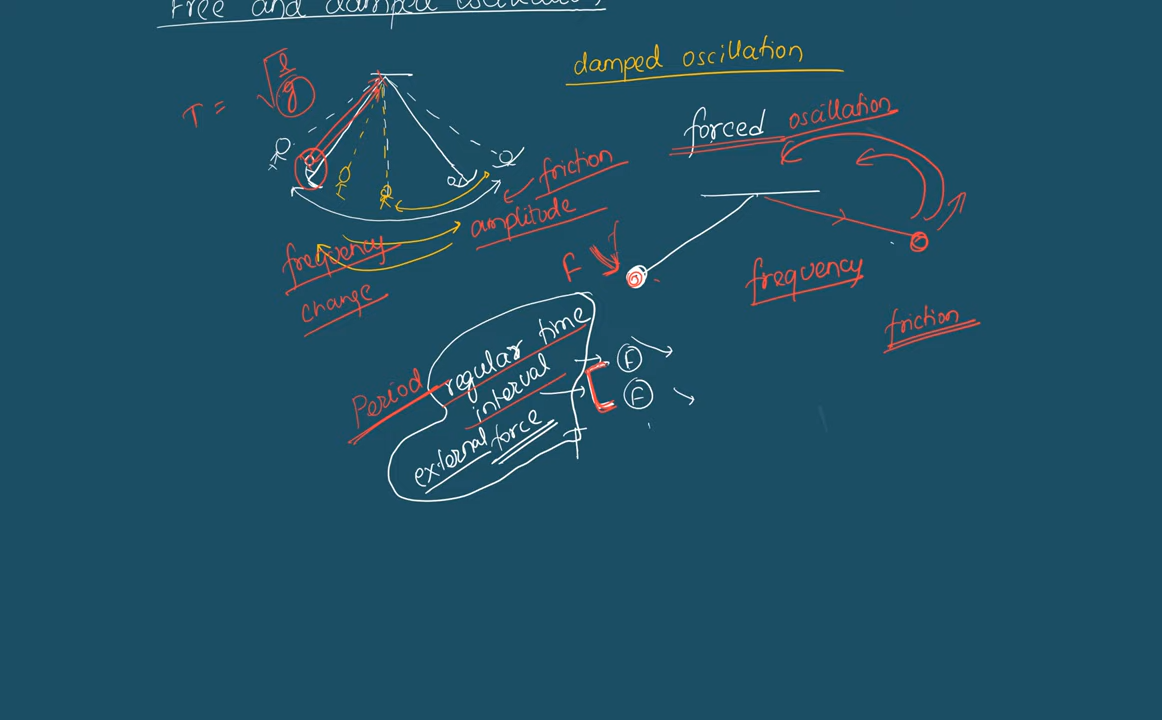 Free and damped oscillations
damped oscillation
T = √l/g
forced oscillation
friction
amplitude
frequency
change
F
frequency
friction
Period
regular time
interval
external force
F
F